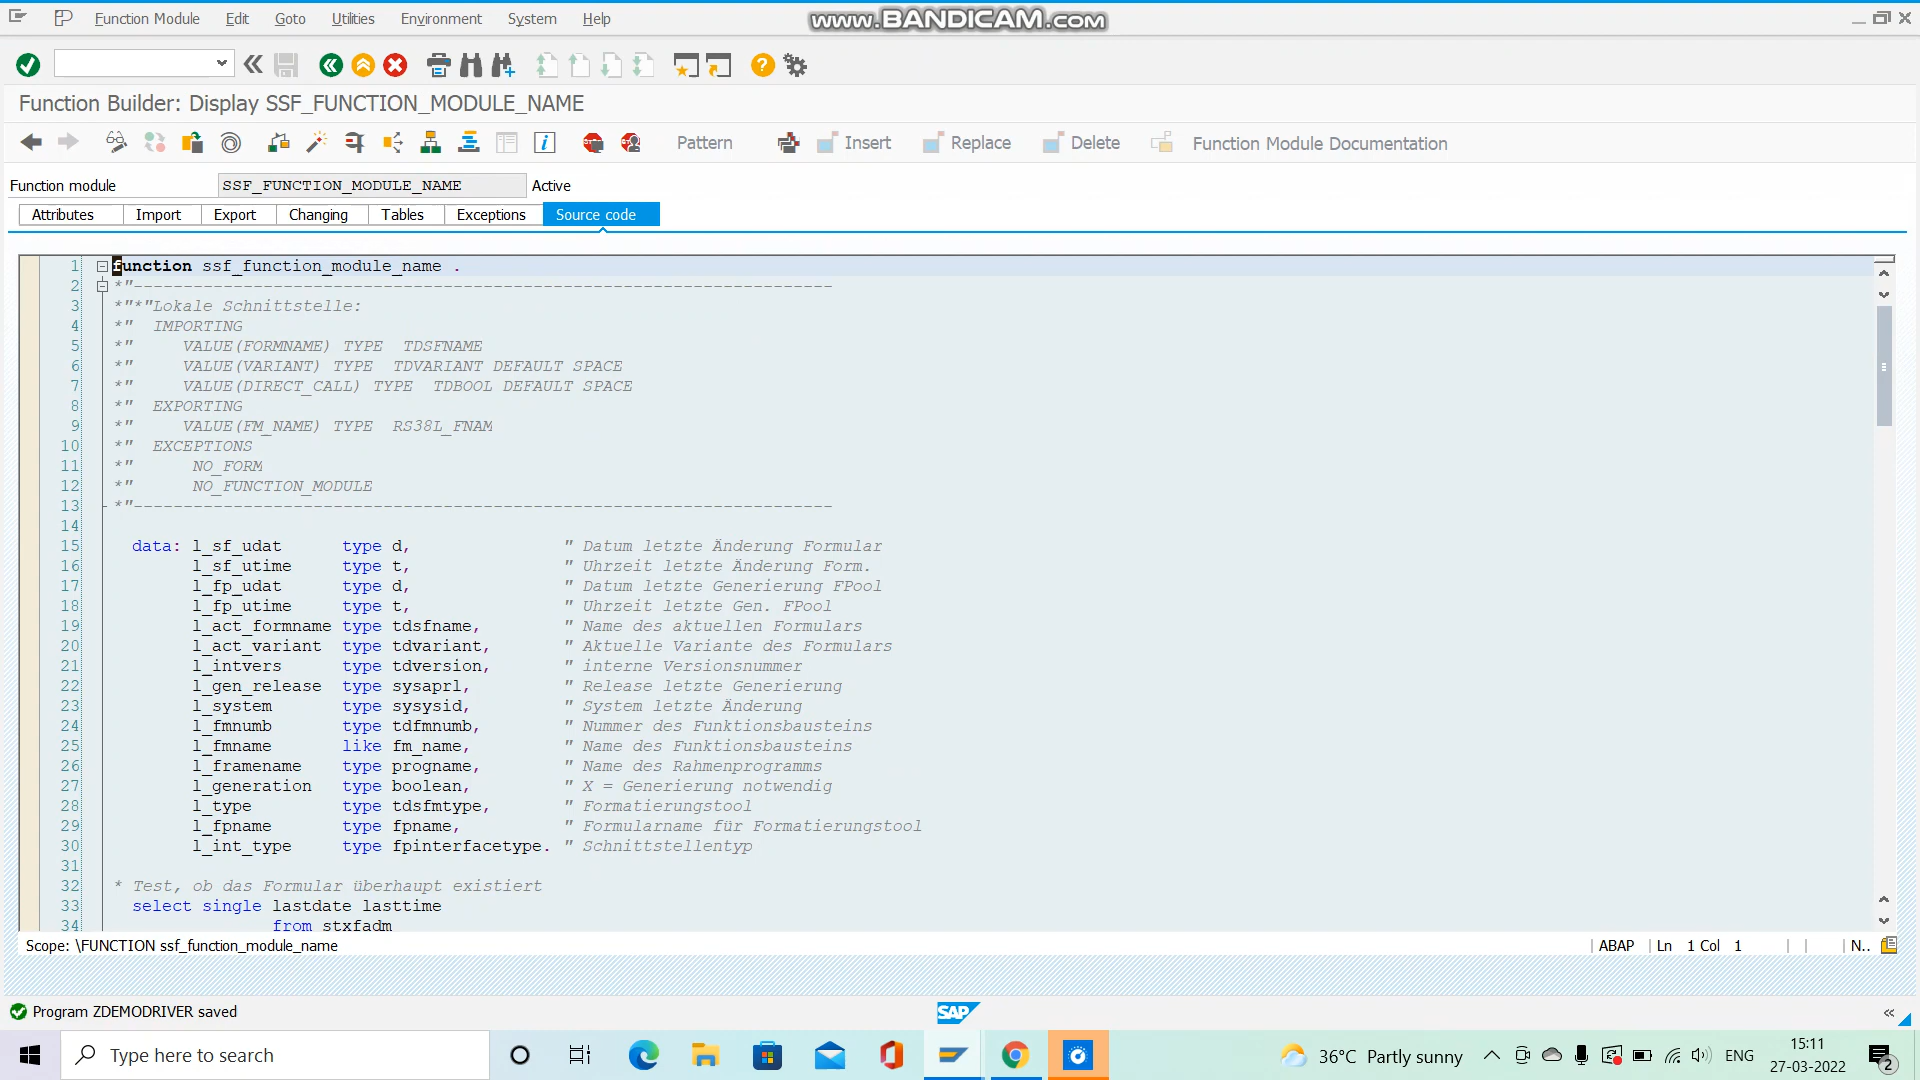 Function Module Edit Goto Utilities Environment System Help
www.BANDICAM.com
Function Builder: Display SSF_FUNCTION_MODULE_NAME
Pattern Insert Replace Delete Function Module Documentation
Function module SSF_FUNCTION_MODULE_NAME Active
Attributes Import Export Changing Tables Exceptions Source code
1 function ssf_function_module_name .
2 *"----------------------------------------------------------------------
3 *"*"Lokale Schnittstelle:
4 *"  IMPORTING
5 *"     VALUE(FORMNAME) TYPE  TDSFNAME
6 *"     VALUE(VARIANT) TYPE  TDVARIANT DEFAULT SPACE
7 *"     VALUE(DIRECT_CALL) TYPE  TDBOOL DEFAULT SPACE
8 *"  EXPORTING
9 *"     VALUE(FM_NAME) TYPE  RS38L_FNAM
10 *"  EXCEPTIONS
11 *"      NO_FORM
12 *"      NO_FUNCTION_MODULE
13 *"----------------------------------------------------------------------
14
15 data: l_sf_udat type d, " Datum letzte Änderung Formular
16 l_sf_utime type t, " Uhrzeit letzte Änderung Form.
17 l_fp_udat type d, " Datum letzte Generierung FPool
18 l_fp_utime type t, " Uhrzeit letzte Gen. FPool
19 l_act_formname type tdsfname, " Name des aktuellen Formulars
20 l_act_variant type tdvariant, " Aktuelle Variante des Formulars
21 l_intvers type tdversion, " interne Versionsnummer
22 l_gen_release type sysaprl, " Release letzte Generierung
23 l_system type sysysid, " System letzte Änderung
24 l_fmnumb type tdfmnumb, " Nummer des Funktionsbausteins
25 l_fmname like fm_name, " Name des Funktionsbausteins
26 l_framename type progname, " Name des Rahmenprogramms
27 l_generation type boolean, " X = Generierung notwendig
28 l_type type tdsfmtype, " Formatierungstool
29 l_fpname type fpname, " Formularname für Formatierungstool
30 l_int_type type fpinterfacetype. " Schnittstellentyp
31
32 * Test, ob das Formular überhaupt existiert
33 select single lastdate lasttime
34 from stxfadm
Scope: \FUNCTION ssf_function_module_name ABAP Ln 1 Col 1 N..
Program ZDEMODRIVER saved
SAP
Type here to search
36°C Partly sunny
ENG
15:11
27-03-2022
2